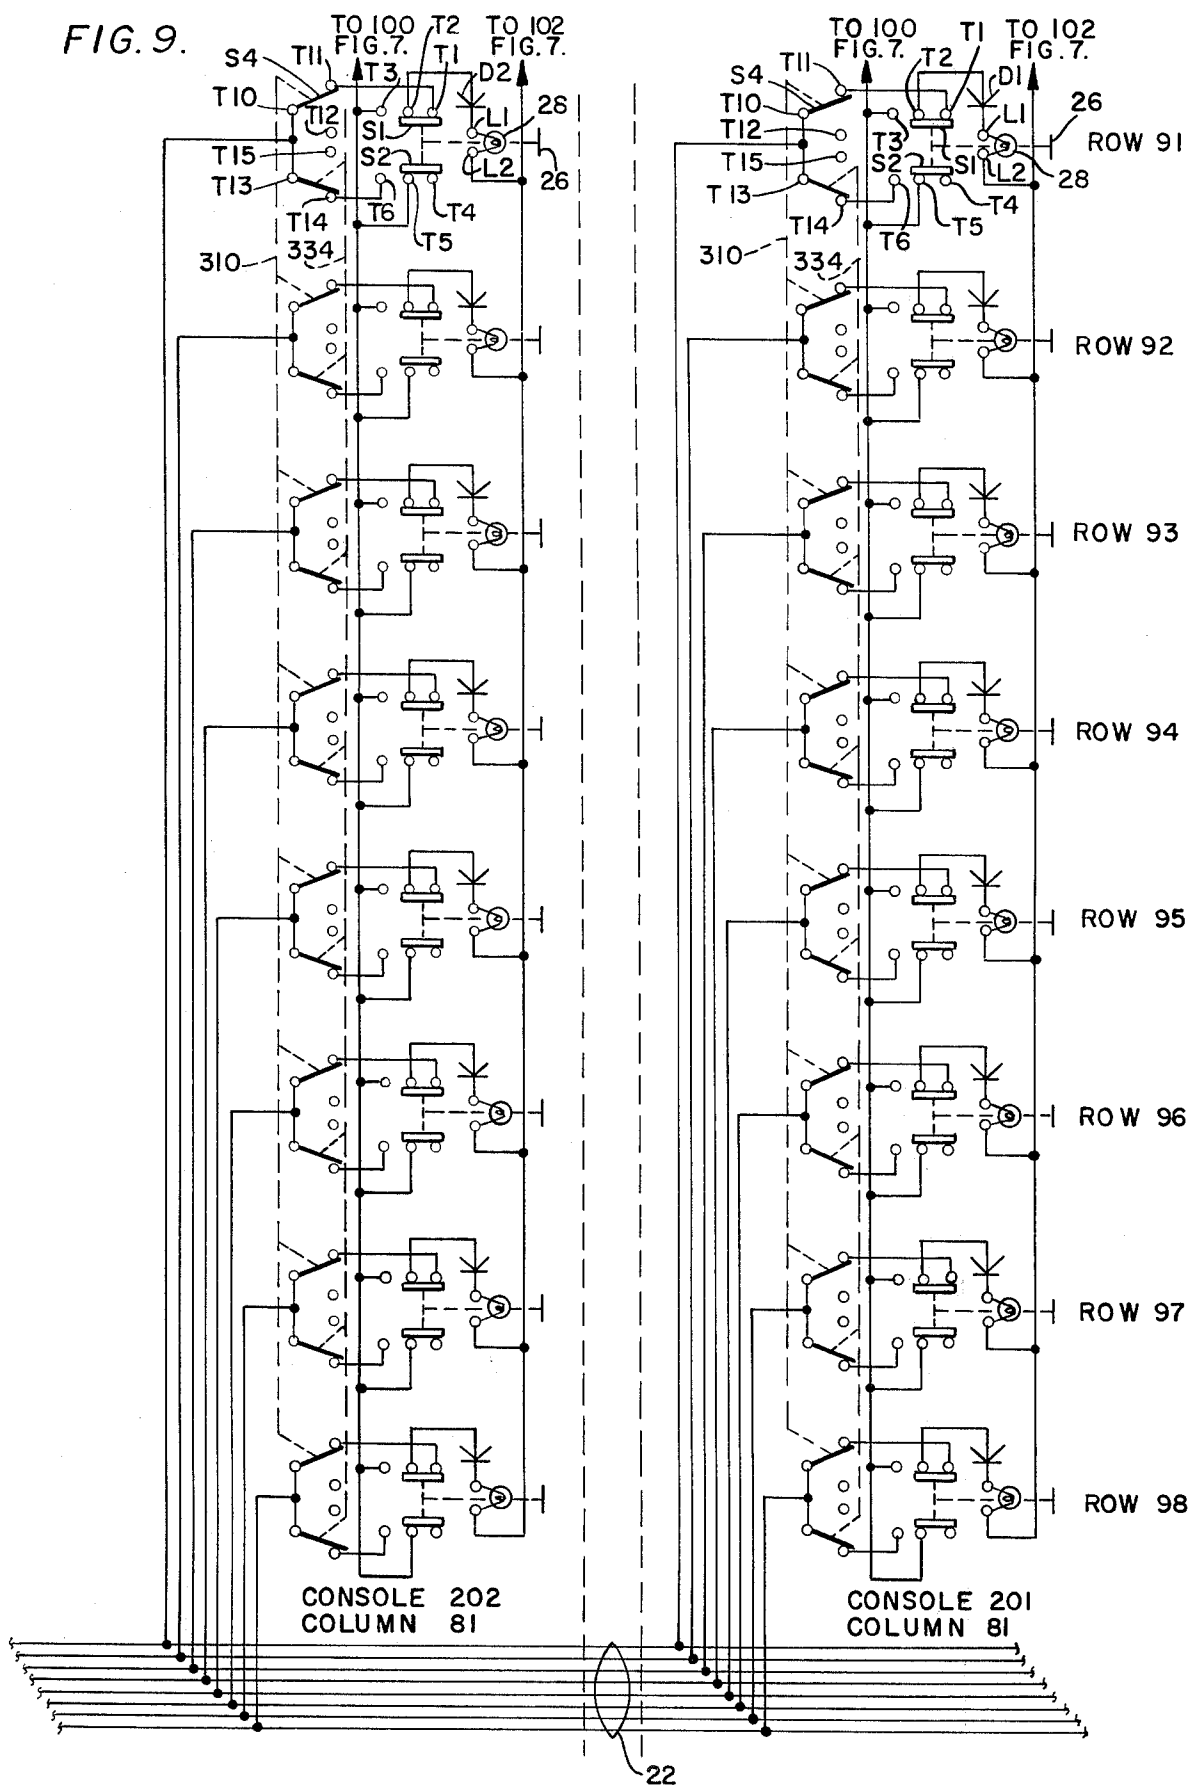 FIG. 9.
TO 100
FIG. 7.
TO 102
FIG. 7.
T2
T1
T11
S4
T3
D2
T10
T12
S1
L1
28
T15
S2
L2
26
T13
T14
T6
T5
T4
310
334
TO 100
FIG. 7.
TO 102
FIG. 7.
T1
T2
T11
S4
D1
T10
L1
26
T12
T3
ROW 91
T15
S2
S1
L2
28
T13
T4
T14
T6
T5
310
334
ROW 92
ROW 93
ROW 94
ROW 95
ROW 96
ROW 97
ROW 98
CONSOLE 202
COLUMN 81
CONSOLE 201
COLUMN 81
22